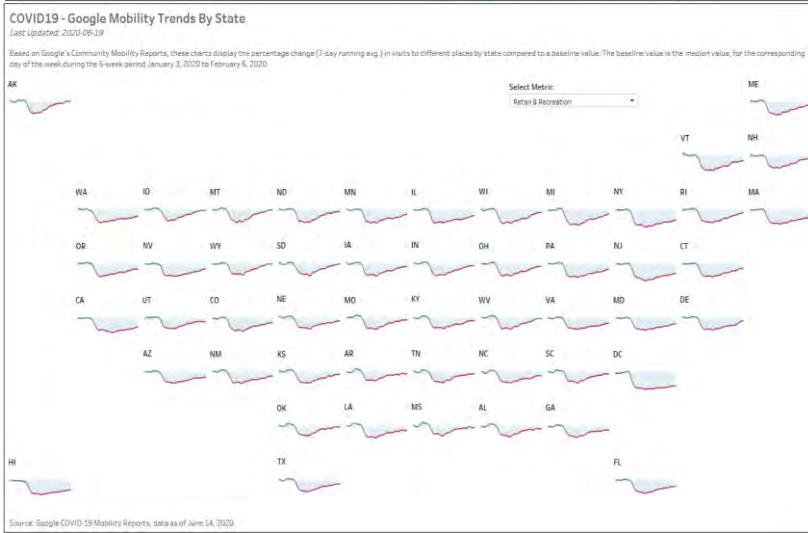 COVID19 - Google Mobility Trends By State
Last Updated: 2020-06-19
Based on Google's Community Mobility Reports, these charts display the percentage change (7-day running avg.) in visits to different places by state compared to a baseline value. The baseline value is the median value, for the corresponding
day of the week during the 5-week period January 3, 2020 to February 6, 2020.
AK
Select Metric:
ME
Retail & Recreation
VT NH
WA ID MT ND MN IL WI MI NY RI MA
OR NV WY SD IA IN OH PA NJ CT
CA UT CO NE MO KY WV VA MD DE
AZ NM KS AR TN NC SC DC
OK LA MS AL GA
HI TX FL
Source: Google COVID-19 Mobility Reports, data as of June 14, 2020